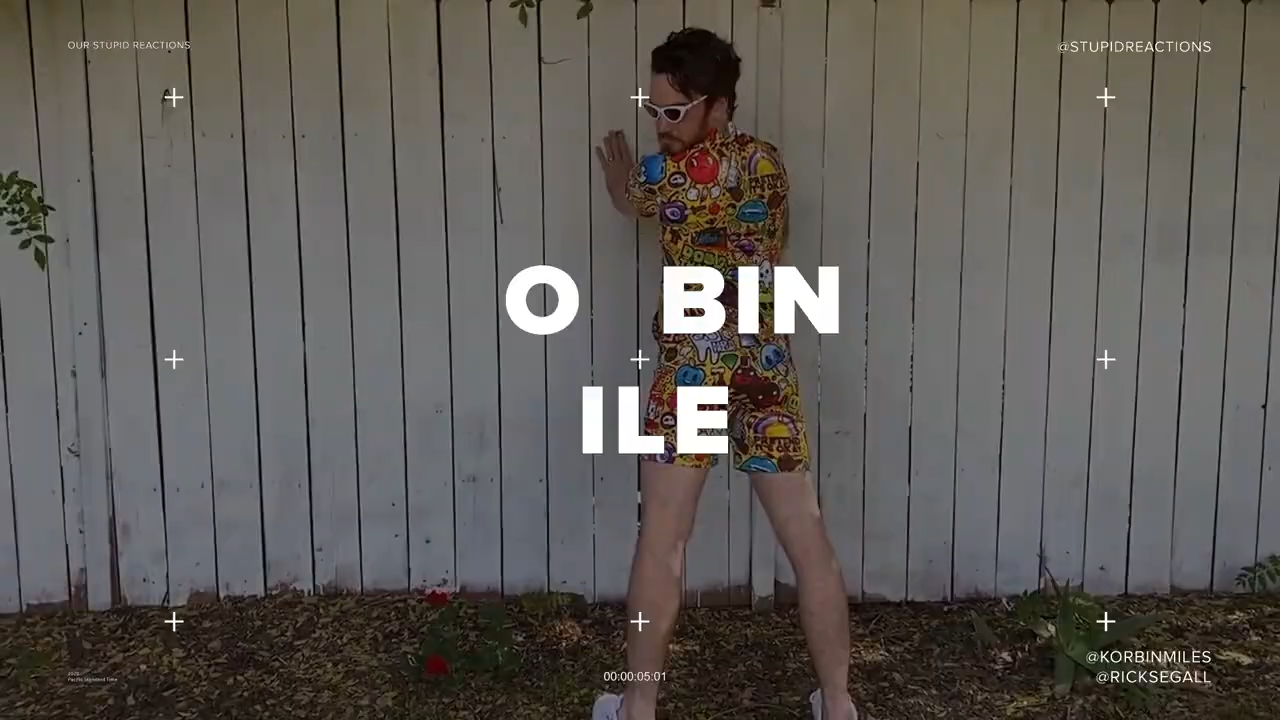 OUR STUPID REACTIONS
@STUPIDREACTIONS
O BIN
ILE
00:00:05:01
@KORBINMILES
@RICKSEGALL